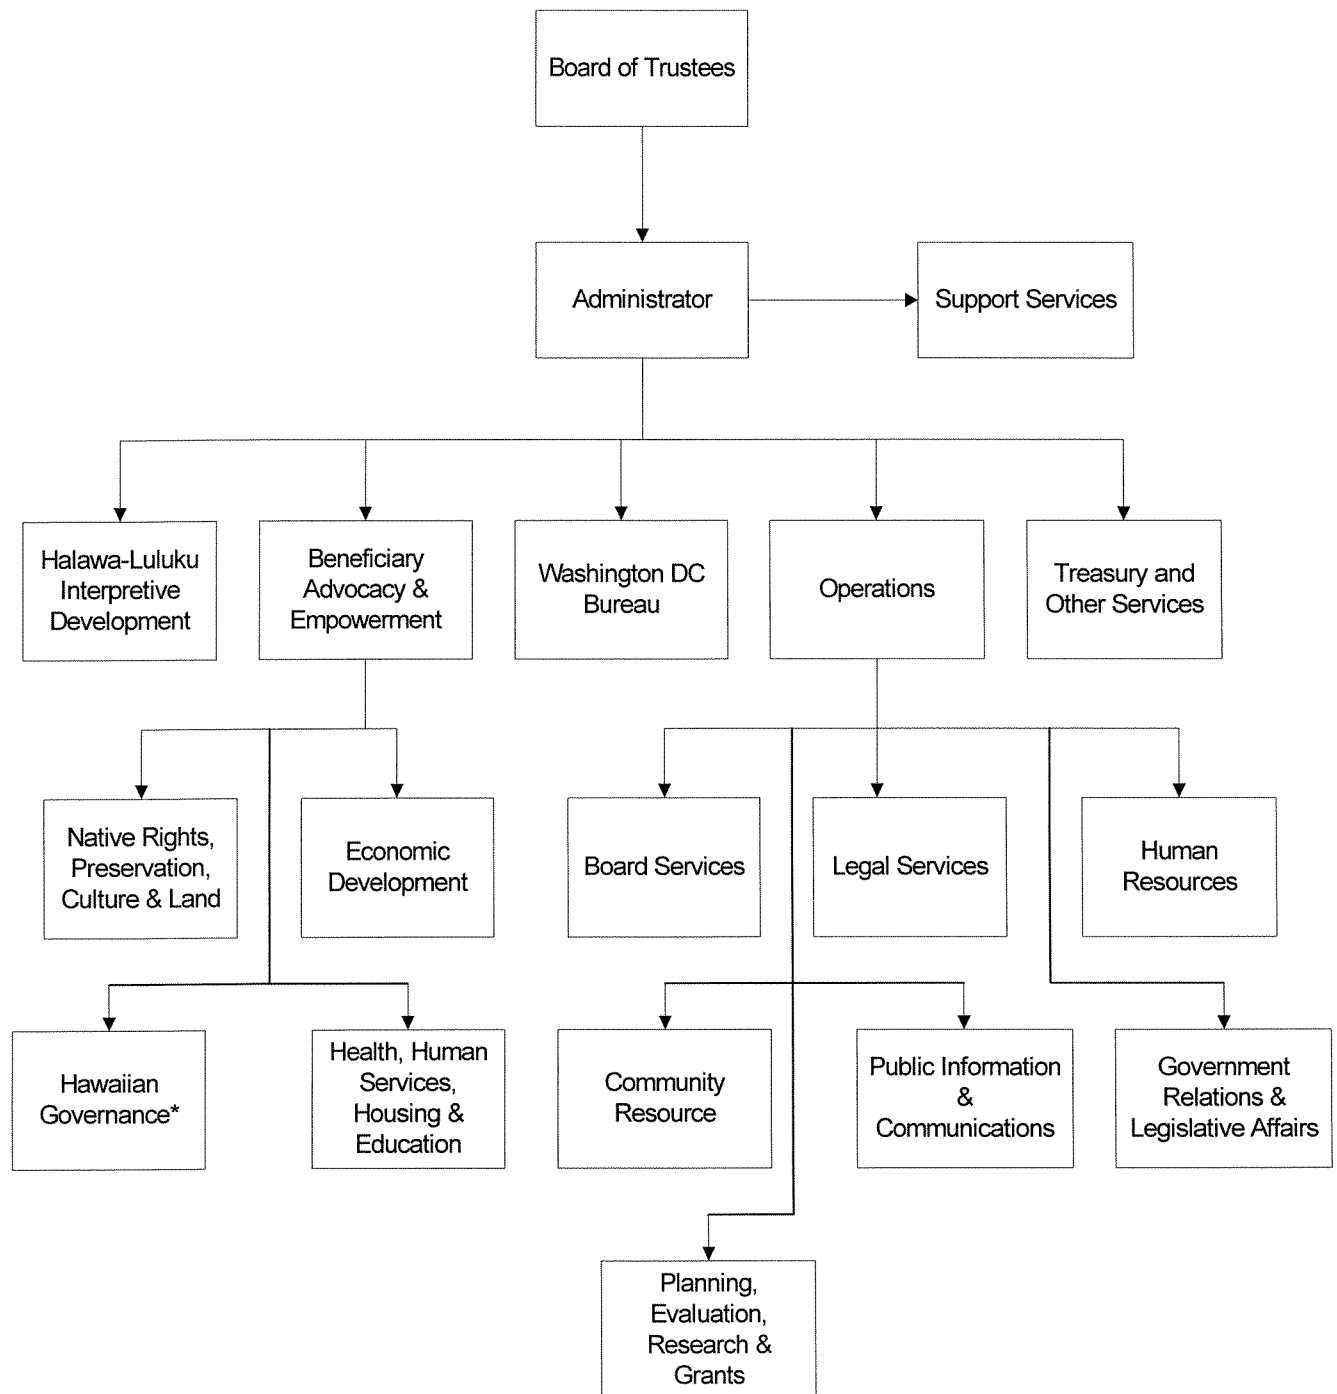 Board of Trustees
Administrator
Support Services
Halawa-Luluku
Interpretive
Development
Beneficiary
Advocacy &
Empowerment
Washington DC
Bureau
Operations
Treasury and
Other Services
Native Rights,
Preservation,
Culture & Land
Economic
Development
Board Services
Legal Services
Human
Resources
Hawaiian
Governance*
Health, Human
Services,
Housing &
Education
Community
Resource
Public Information
&
Communications
Government
Relations &
Legislative Affairs
Planning,
Evaluation,
Research &
Grants